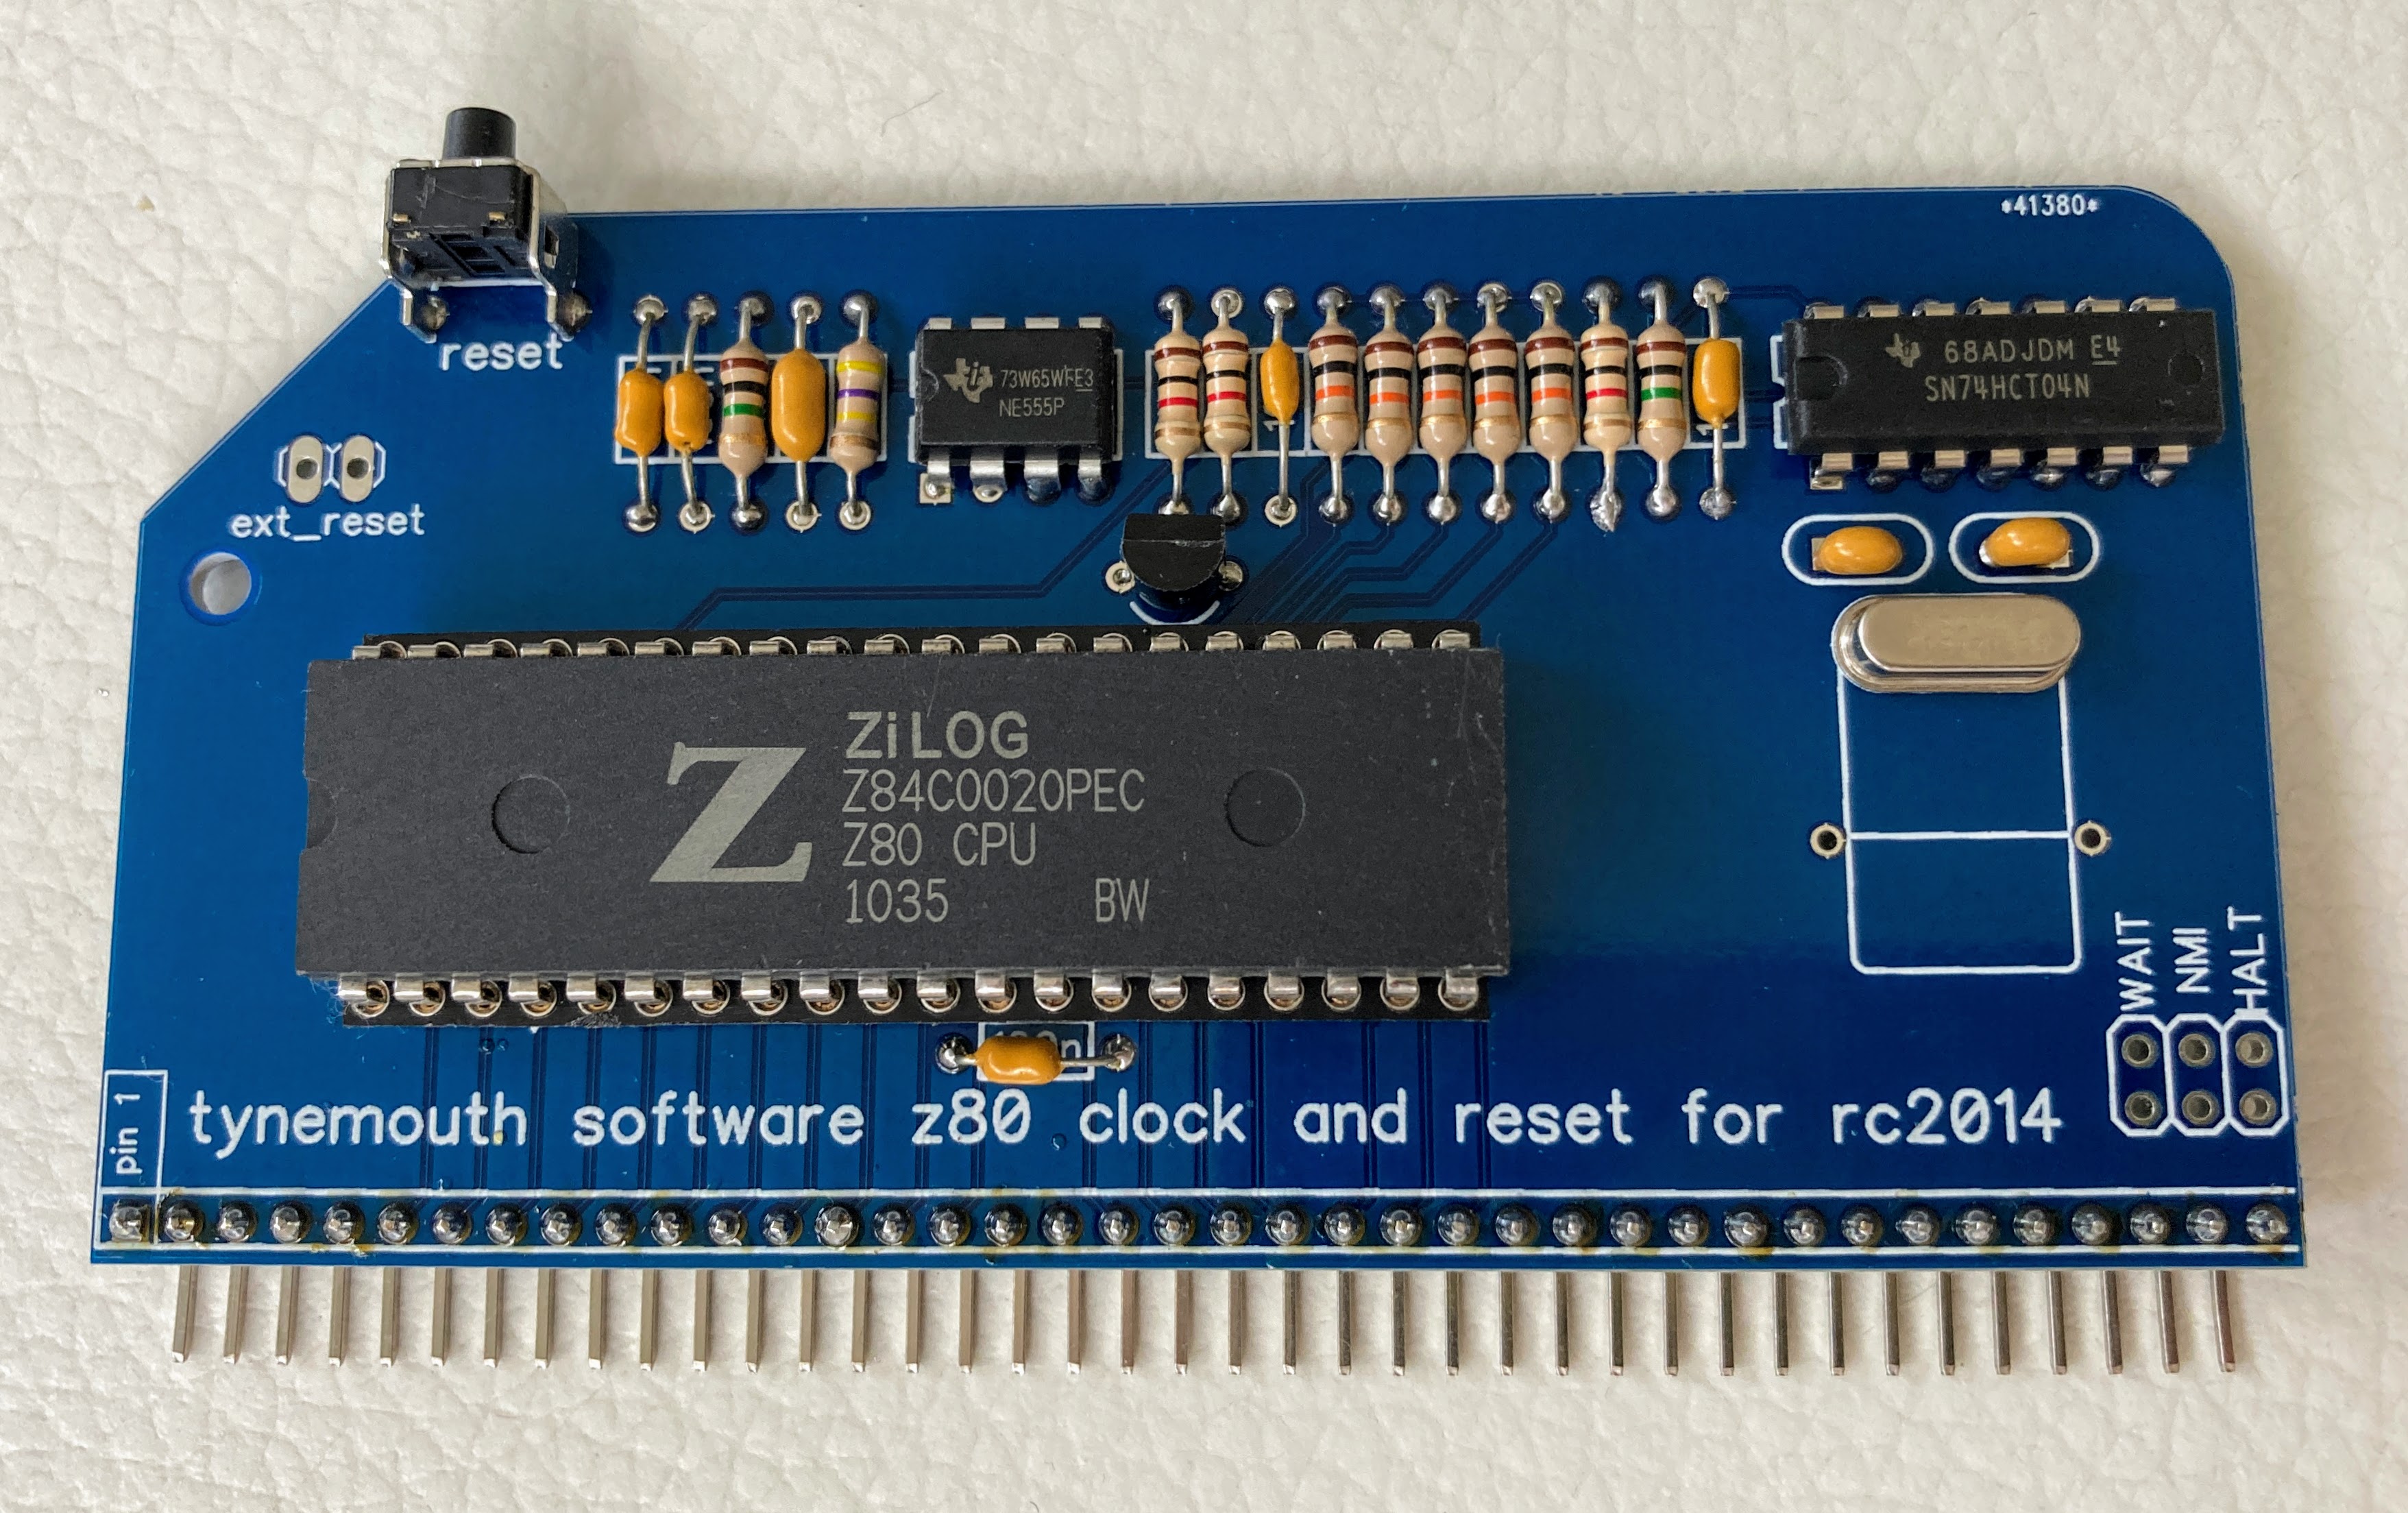 *41380*
reset
73W65WFE3
NE555P
68ADJDM E4
SN74HCT04N
ext_reset
Z
ZiLOG
Z84C0020PEC
Z80 CPU
1035 BW
WAIT
NMI
HALT
pin 1
tynemouth software z80 clock and reset for rc2014